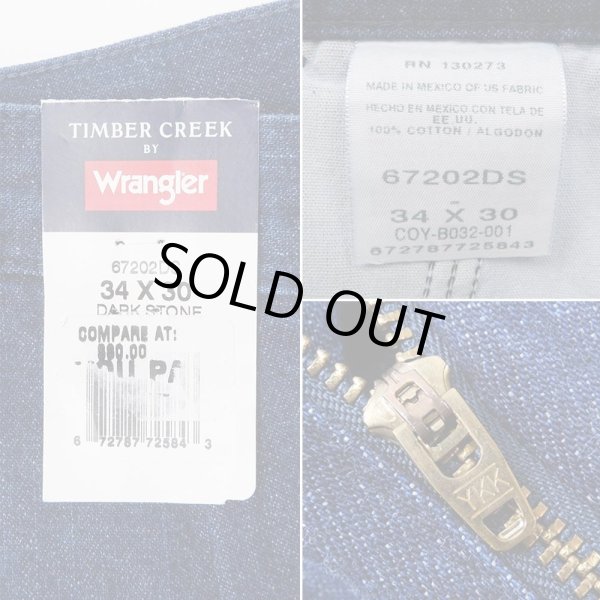 TIMBER CREEK
BY
Wrangler
67202DS
34 X 30
DARK STONE
COMPARE AT:
6 72787 72584 3
RN 130273
MADE IN MEXICO OF US FABRIC
HECHO EN MEXICO CON TELA DE
EE.UU.
100% COTTON / ALGODON
67202DS
34 X 30
COY-B032-001
672787725843
SOLD OUT
YKK